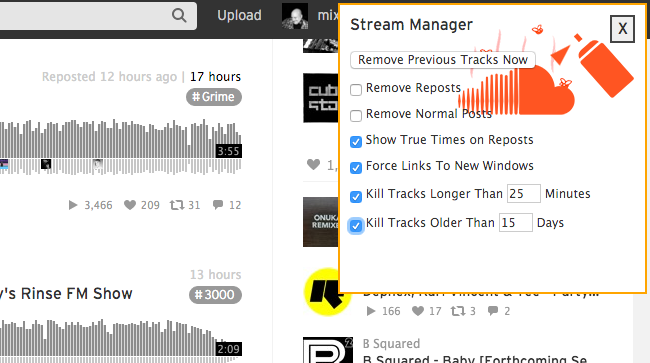 Upload
mix
Reposted 12 hours ago | 17 hours
# Grime
3:55
3,466 209 31 12
13 hours
y's Rinse FM Show
# 3000
2:09
Stream Manager
X
Remove Previous Tracks Now
Remove Reposts
Remove Normal Posts
Show True Times on Reposts
Force Links To New Windows
Kill Tracks Longer Than 25 Minutes
Kill Tracks Older Than 15 Days
1,
ONUKA
REMIXE
166 17 3 2
B Squared
B Squared - Baby [Forthcoming Se